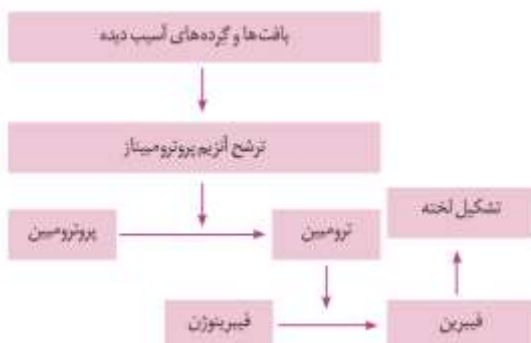 بافت‌ها و گرده‌های آسیب دیده
ترشح آنزیم پروترومبیناز
تشکیل لخته
پروترومبین
ترومبین
فیبرینوژن
فیبرین